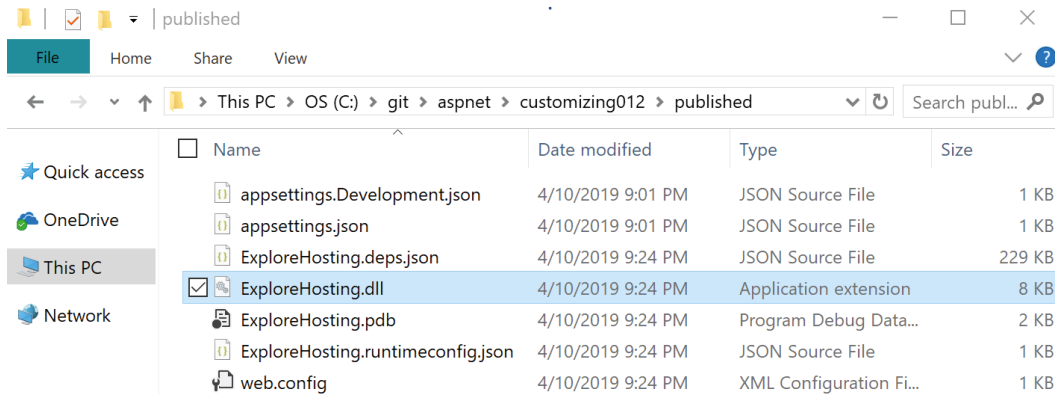 published
File Home Share View ?
This PC > OS (C:) > git > aspnet > customizing012 > published Search publ...
Name Date modified Type Size
Quick access
OneDrive
This PC
Network
appsettings.Development.json 4/10/2019 9:01 PM JSON Source File 1 KB
appsettings.json 4/10/2019 9:01 PM JSON Source File 1 KB
ExploreHosting.deps.json 4/10/2019 9:24 PM JSON Source File 229 KB
ExploreHosting.dll 4/10/2019 9:24 PM Application extension 8 KB
ExploreHosting.pdb 4/10/2019 9:24 PM Program Debug Data... 2 KB
ExploreHosting.runtimeconfig.json 4/10/2019 9:24 PM JSON Source File 1 KB
web.config 4/10/2019 9:24 PM XML Configuration Fi... 1 KB